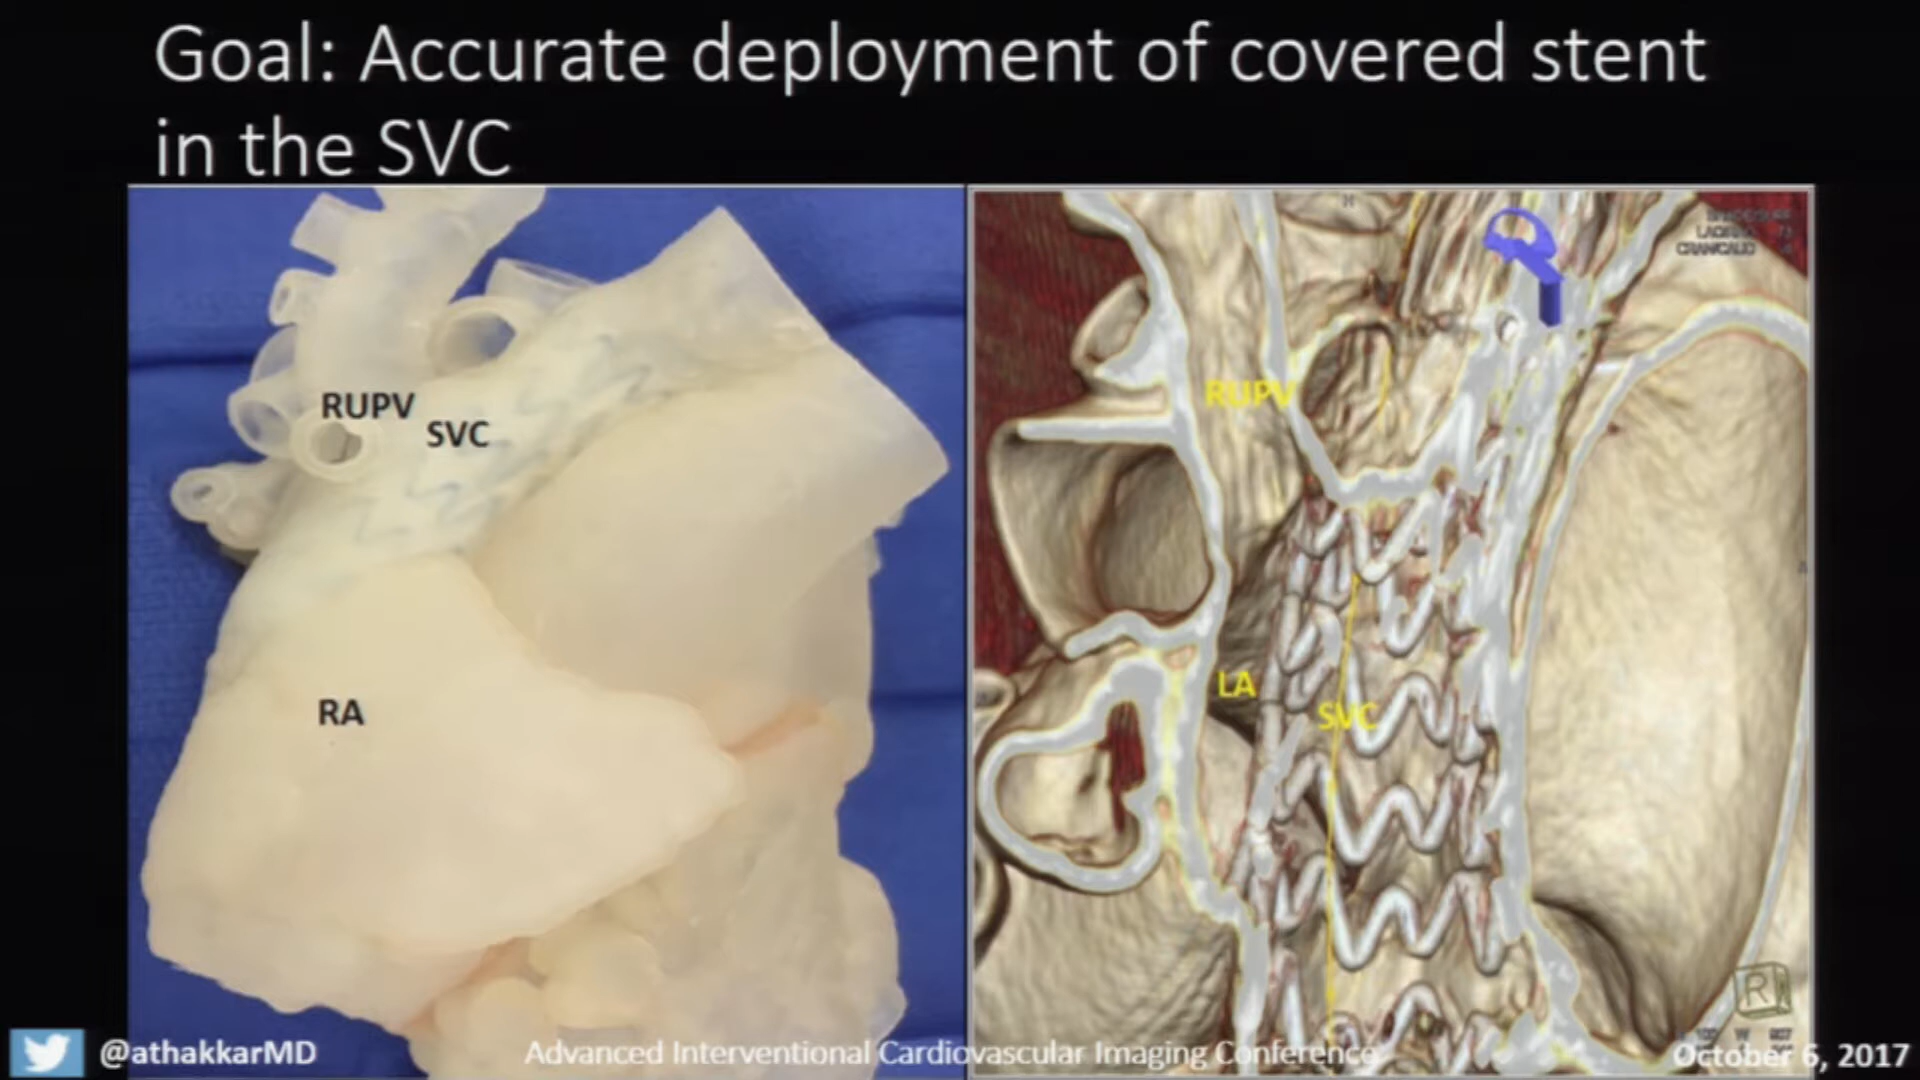 Goal: Accurate deployment of covered stent
in the SVC
RUPV
SVC
RA
H
RUPV
LA
SVC
R
@athakkarMD
Advanced Interventional Cardiovascular Imaging Conference
October 6, 2017